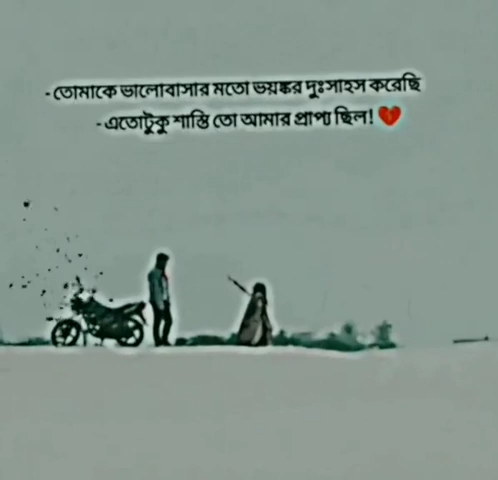 - তোমাকে ভালোবাসার মতো ভয়ঙ্কর দুঃসাহস করেছি
- এতোটুকু শাস্তি তো আমার প্রাপ্য ছিল! 💔